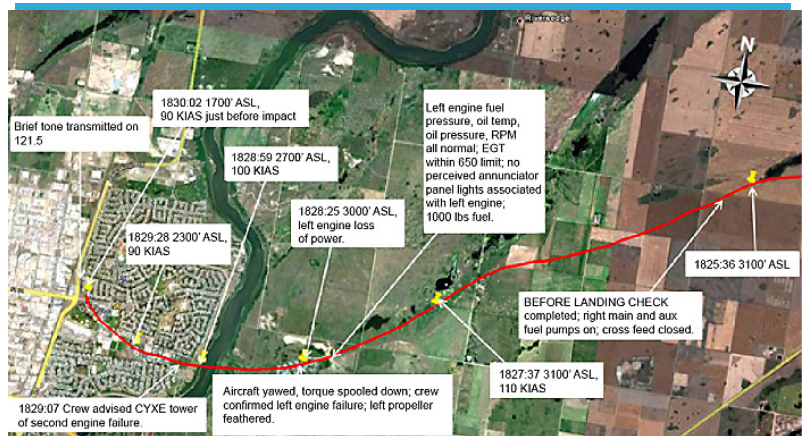 Riversedge
N
1830:02 1700' ASL,
90 KIAS just before impact
Brief tone transmitted on
121.5
1828:59 2700' ASL,
100 KIAS
Left engine fuel
pressure, oil temp,
oil pressure, RPM
all normal; EGT
within 650 limit; no
perceived annunciator
panel lights associated
with left engine;
1000 lbs fuel.
1828:25 3000' ASL,
left engine loss
of power.
1829:28 2300' ASL,
90 KIAS
1825:36 3100' ASL
BEFORE LANDING CHECK
completed; right main and aux
fuel pumps on; cross feed closed.
1827:37 3100' ASL,
110 KIAS
Aircraft yawed, torque spooled down; crew
confirmed left engine failure; left propeller
feathered.
1829:07 Crew advised CYXE tower
of second engine failure.